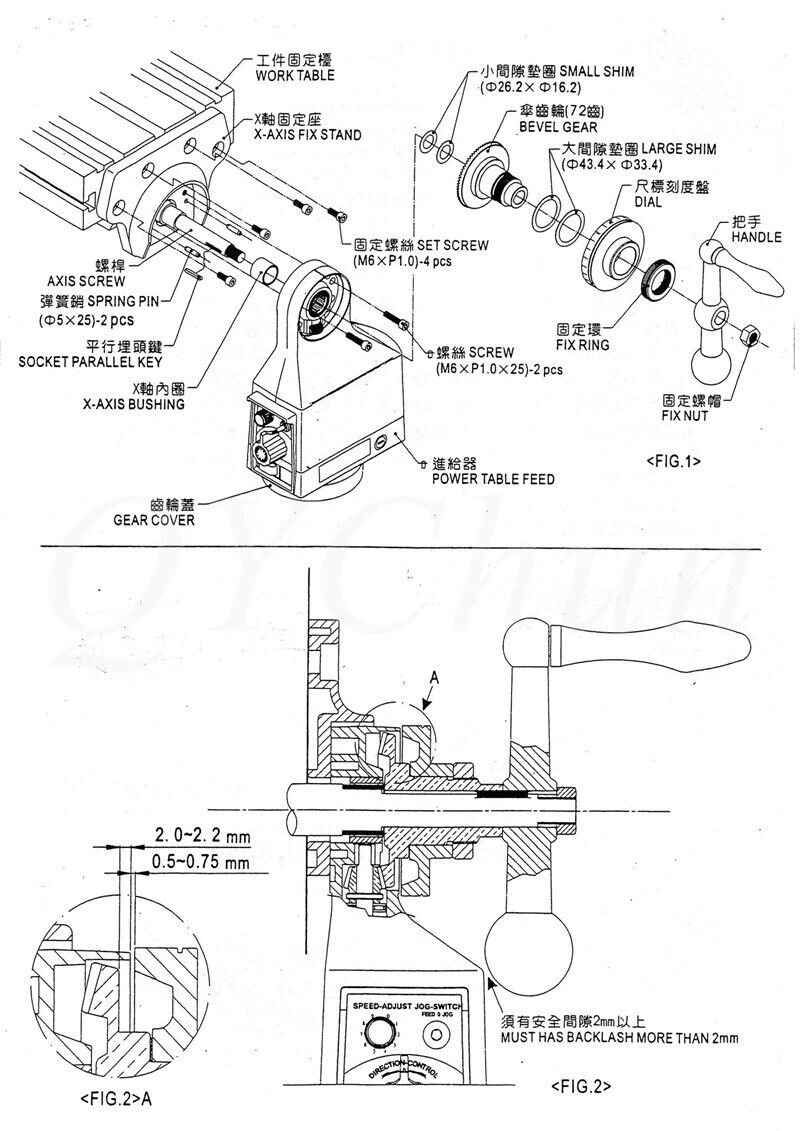 工件固定檯
WORK TABLE
X軸固定座
X-AXIS FIX STAND
小間隙墊圈 SMALL SHIM
(Φ26.2×Φ16.2)
傘齒輪(72齒)
BEVEL GEAR
大間隙墊圈 LARGE SHIM
(Φ43.4×Φ33.4)
尺標刻度盤
DIAL
把手
HANDLE
固定螺絲 SET SCREW
(M6×P1.0)-4 pcs
螺桿
AXIS SCREW
彈簧銷 SPRING PIN
(Φ5×25)-2 pcs
平行埋頭鍵
SOCKET PARALLEL KEY
X軸內圈
X-AXIS BUSHING
螺絲 SCREW
(M6×P1.0×25)-2 pcs
固定環
FIX RING
固定螺帽
FIX NUT
進給器
POWER TABLE FEED
齒輪蓋
GEAR COVER
<FIG.1>
QYChun
A
2.0~2.2 mm
0.5~0.75 mm
SPEED-ADJUST JOG-SWITCH
FEED & JOG
DIRECTION-CONTROL
須有安全間隙2mm以上
MUST HAS BACKLASH MORE THAN 2mm
<FIG.2>A
<FIG.2>